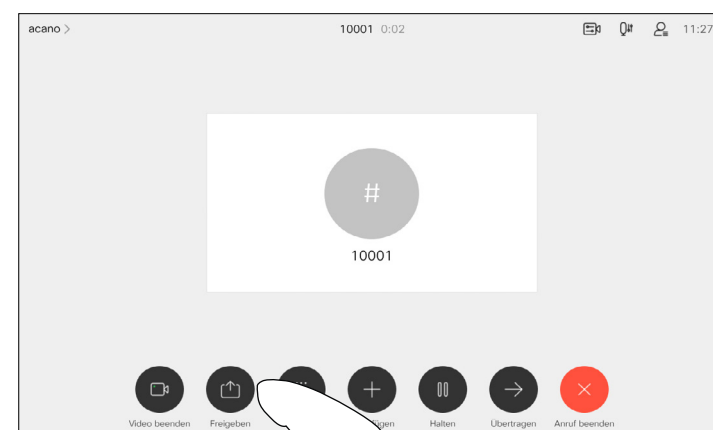 acano
10001 0:02
11:27
#
10001
Video beenden
Freigeben
Halten
Übertragen
Anruf beenden